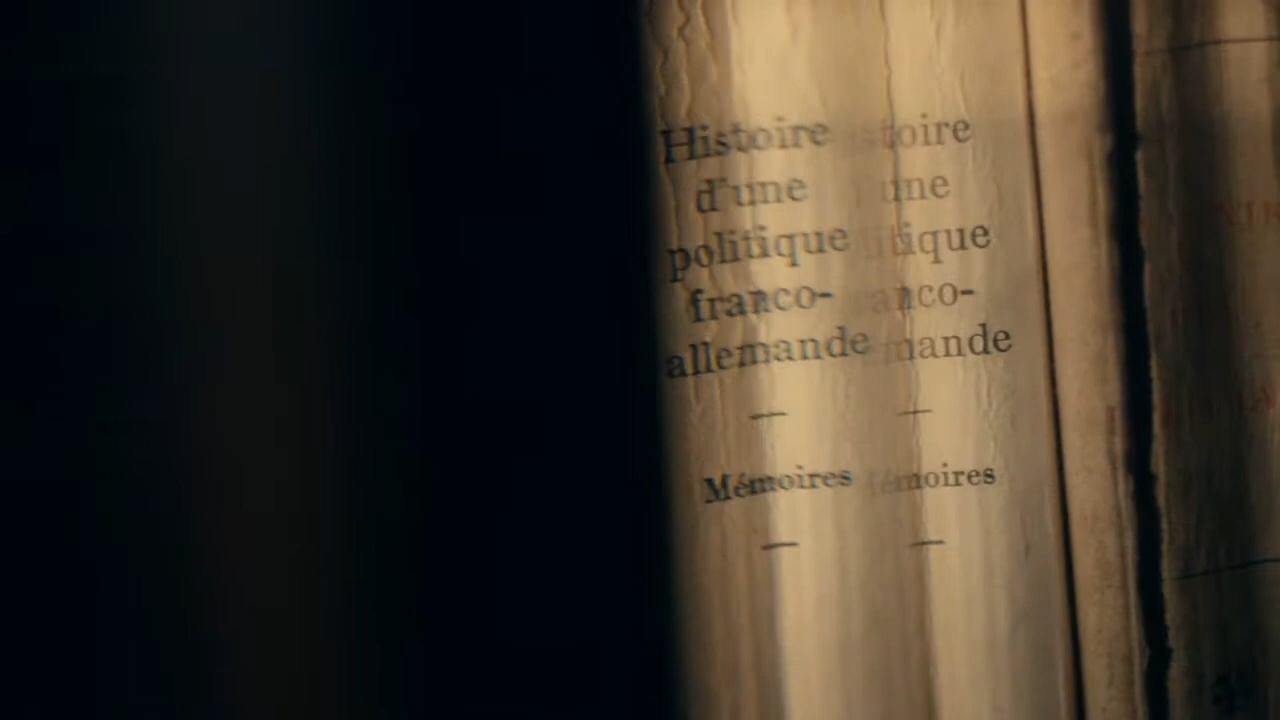 Histoire
d'une
politique
franco-
allemande
—
Mémoires
—